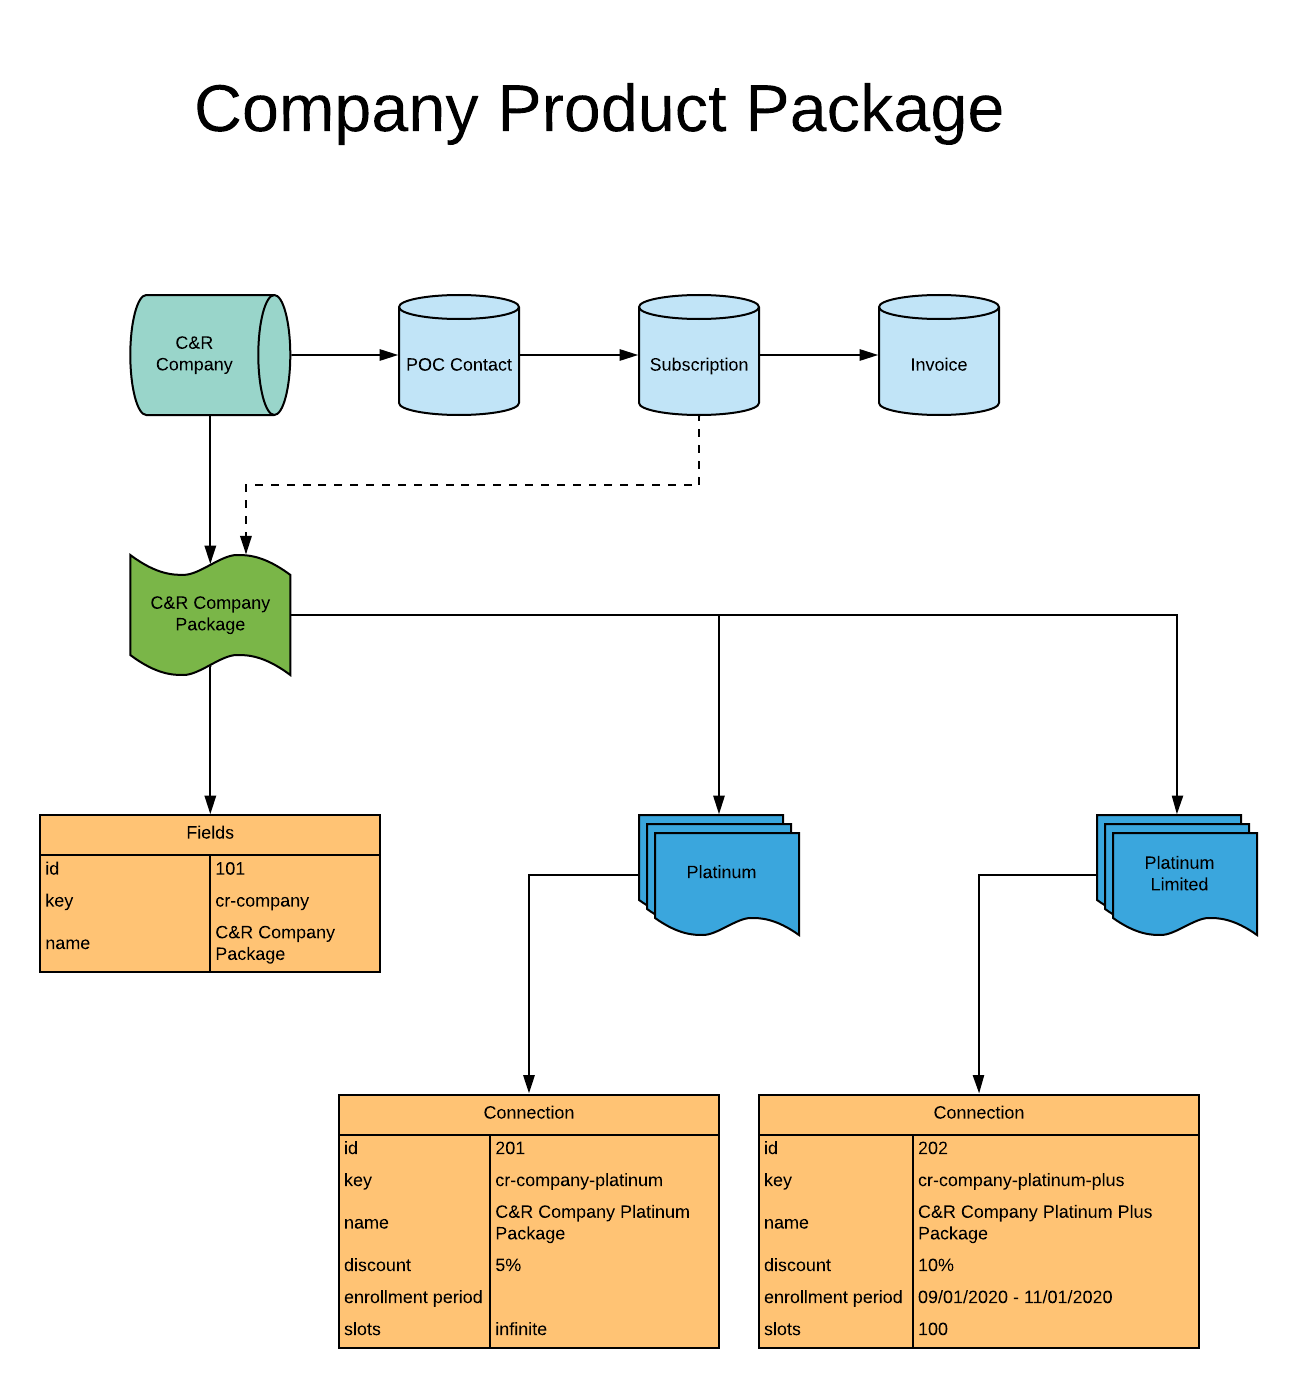 Company Product Package
C&R
Company
POC Contact
Subscription
Invoice
C&R Company
Package
Fields
id 101
key cr-company
name C&R Company
Package
Platinum
Platinum
Limited
Connection
id 201
key cr-company-platinum
name C&R Company Platinum
Package
discount 5%
enrollment period
slots infinite
Connection
id 202
key cr-company-platinum-plus
name C&R Company Platinum Plus
Package
discount 10%
enrollment period 09/01/2020 - 11/01/2020
slots 100